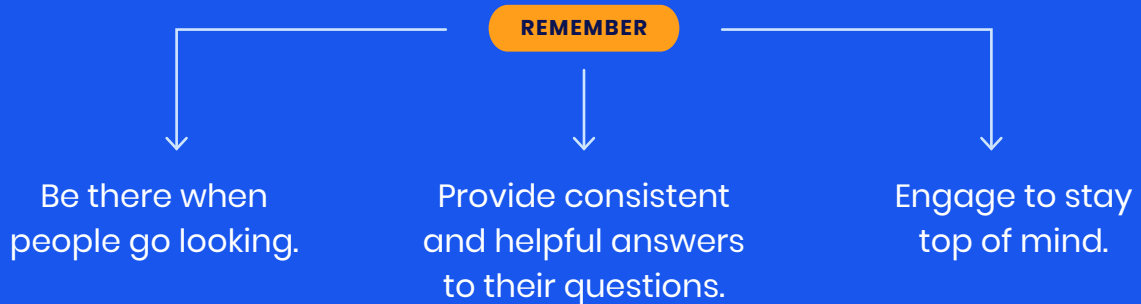 REMEMBER
Be there when
people go looking.
Provide consistent
and helpful answers
to their questions.
Engage to stay
top of mind.